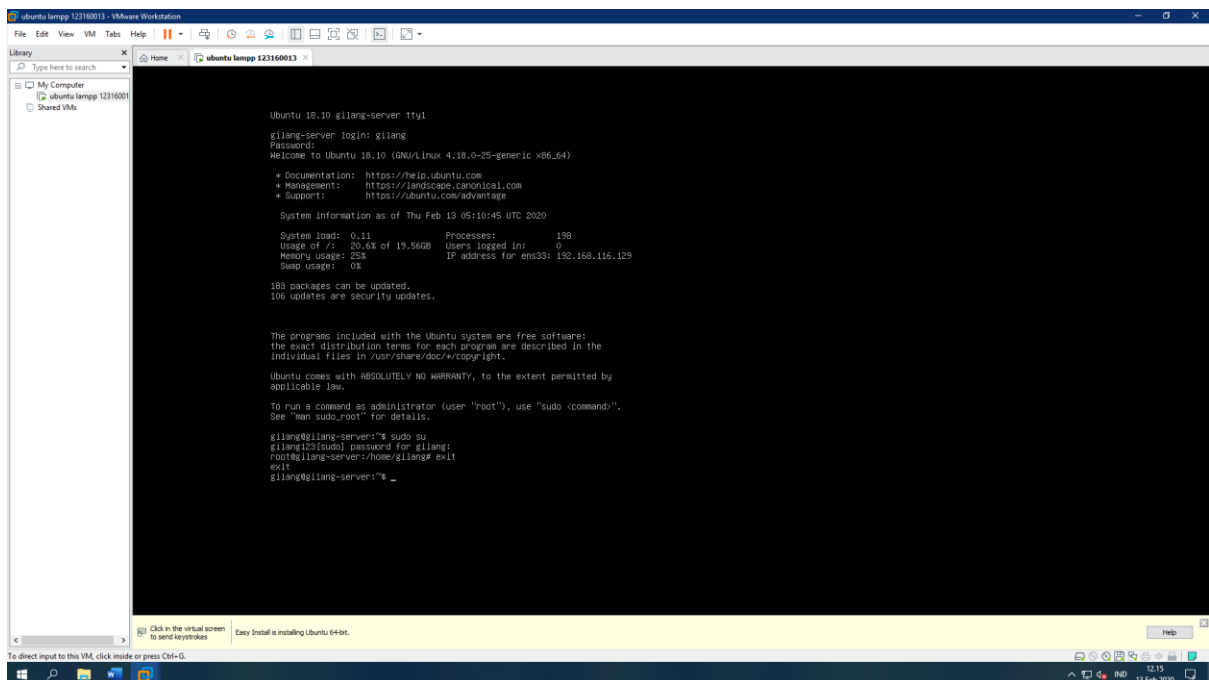 ubuntu lampp 123160013 - VMware Workstation
File Edit View VM Tabs Help
Library
Type here to search
My Computer
ubuntu lampp 12316001
Shared VMs
Home
ubuntu lampp 123160013
Ubuntu 18.10 gilang-server tty1
gilang-server login: gilang
Password:
Welcome to Ubuntu 18.10 (GNU/Linux 4.18.0-25-generic x86_64)
* Documentation: https://help.ubuntu.com
* Management: https://landscape.canonical.com
* Support: https://ubuntu.com/advantage
System information as of Thu Feb 13 05:10:45 UTC 2020
System load: 0.11 Processes: 198
Usage of /: 20.6% of 19.56GB Users logged in: 0
Memory usage: 25% IP address for ens33: 192.168.116.129
Swap usage: 0%
183 packages can be updated.
106 updates are security updates.
The programs included with the Ubuntu system are free software;
the exact distribution terms for each program are described in the
individual files in /usr/share/doc/*/copyright.
Ubuntu comes with ABSOLUTELY NO WARRANTY, to the extent permitted by
applicable law.
To run a command as administrator (user "root"), use "sudo <command>".
See "man sudo_root" for details.
gilang@gilang-server:~$ sudo su
gilang123[sudo] password for gilang:
root@gilang-server:/home/gilang# exit
exit
gilang@gilang-server:~$ _
Click in the virtual screen
to send keystrokes
Easy Install is installing Ubuntu 64-bit.
Help
To direct input to this VM, click inside or press Ctrl+G.
IND
12.15
13 Feb 2020